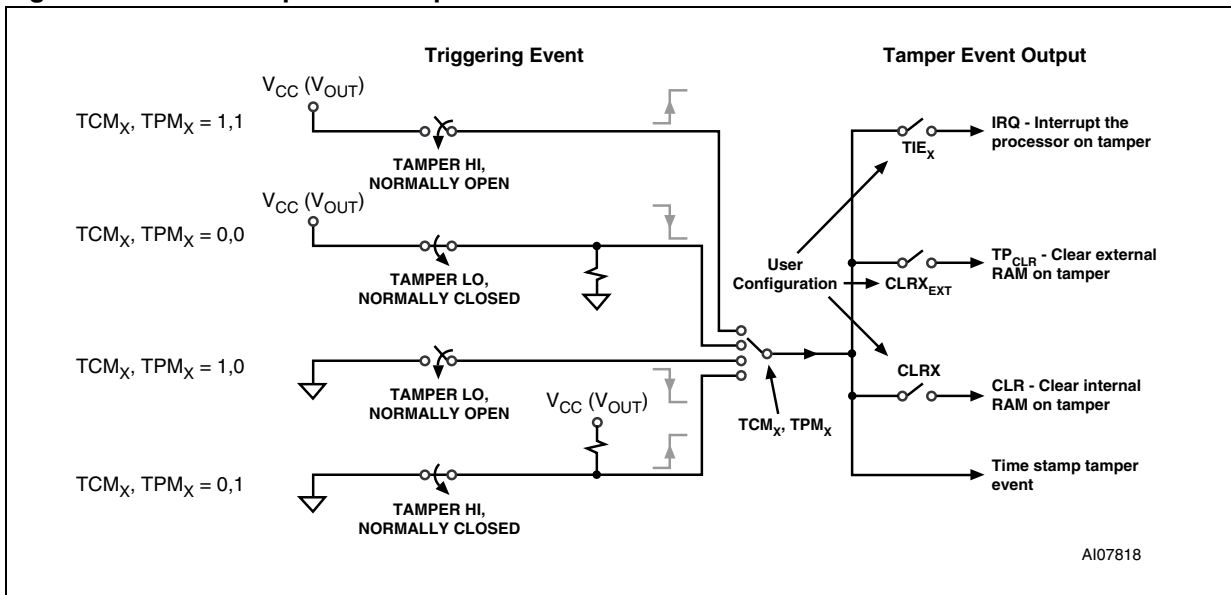 Triggering Event
Tamper Event Output
VCC (VOUT)
TCMX, TPMX = 1,1
TAMPER HI,
NORMALLY OPEN
VCC (VOUT)
TCMX, TPMX = 0,0
TAMPER LO,
NORMALLY CLOSED
TCMX, TPMX = 1,0
TAMPER LO,
NORMALLY OPEN
VCC (VOUT)
TCMX, TPMX = 0,1
TAMPER HI,
NORMALLY CLOSED
TCMX, TPMX
User
Configuration
TIEX
IRQ - Interrupt the
processor on tamper
CLRXEXT
TPCLR - Clear external
RAM on tamper
CLRX
CLR - Clear internal
RAM on tamper
Time stamp tamper
event
AI07818